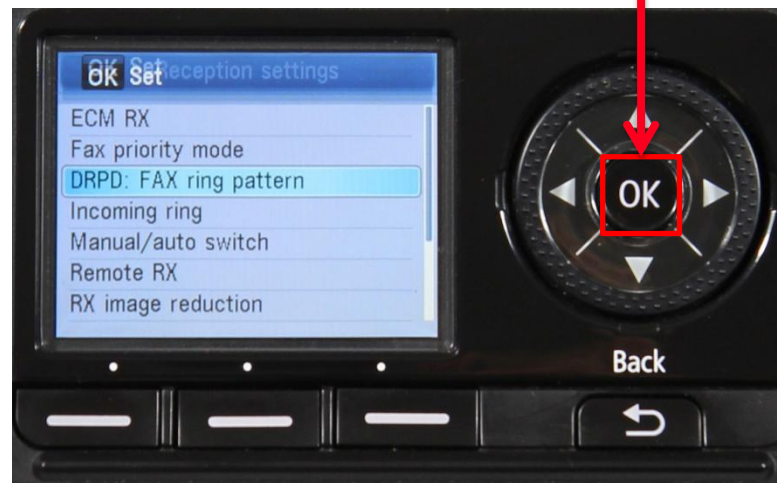 OK Set Reception settings
ECM RX
Fax priority mode
DRPD: FAX ring pattern
Incoming ring
Manual/auto switch
Remote RX
RX image reduction
OK
Back